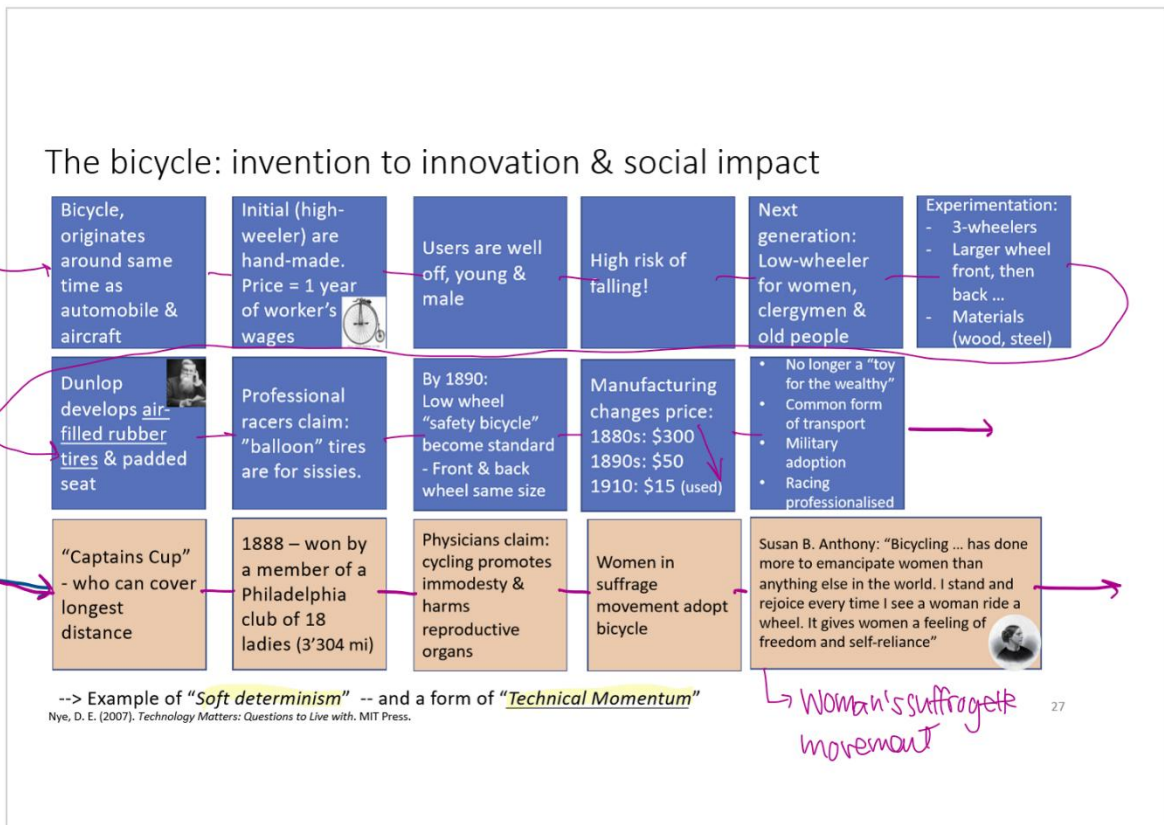 The bicycle: invention to innovation & social impact
Bicycle,
originates
around same
time as
automobile &
aircraft
Initial (high-
weeler) are
hand-made.
Price = 1 year
of worker's
wages
Users are well
off, young &
male
High risk of
falling!
Next
generation:
Low-wheeler
for women,
clergymen &
old people
Experimentation:
- 3-wheelers
- Larger wheel
front, then
back ...
- Materials
(wood, steel)
Dunlop
develops air-
filled rubber
tires & padded
seat
Professional
racers claim:
"balloon" tires
are for sissies.
By 1890:
Low wheel
"safety bicycle"
become standard
- Front & back
wheel same size
Manufacturing
changes price:
1880s: $300
1890s: $50
1910: $15 (used)
• No longer a "toy
for the wealthy"
• Common form
of transport
• Military
adoption
• Racing
professionalised
"Captains Cup"
- who can cover
longest
distance
1888 – won by
a member of a
Philadelphia
club of 18
ladies (3'304 mi)
Physicians claim:
cycling promotes
immodesty &
harms
reproductive
organs
Women in
suffrage
movement adopt
bicycle
Susan B. Anthony: "Bicycling ... has done
more to emancipate women than
anything else in the world. I stand and
rejoice every time I see a woman ride a
wheel. It gives women a feeling of
freedom and self-reliance"
--> Example of "Soft determinism" -- and a form of "Technical Momentum"
Nye, D. E. (2007). Technology Matters: Questions to Live with. MIT Press.
Woman's suffragette
movement
27